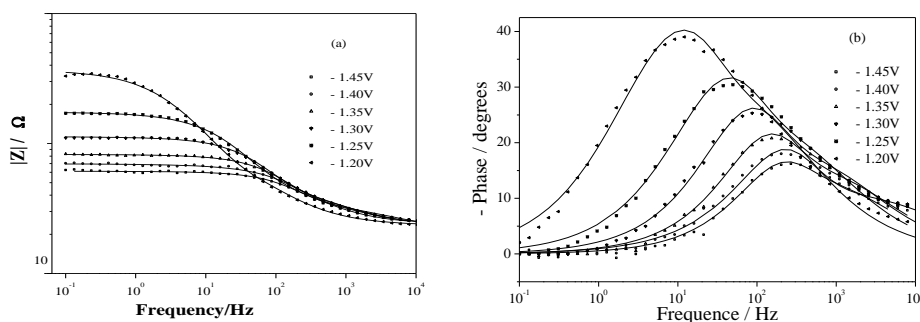 (a)
- 1.45V
- 1.40V
- 1.35V
- 1.30V
- 1.25V
- 1.20V
|Z|/ Ω
10
10⁻¹ 10⁰ 10¹ 10² 10³ 10⁴
Frequency/Hz
(b)
- 1.45V
- 1.40V
- 1.35V
- 1.30V
- 1.25V
- 1.20V
- Phase / degrees
40
30
20
10
0
10⁻¹ 10⁰ 10¹ 10² 10³ 10
Frequence / Hz